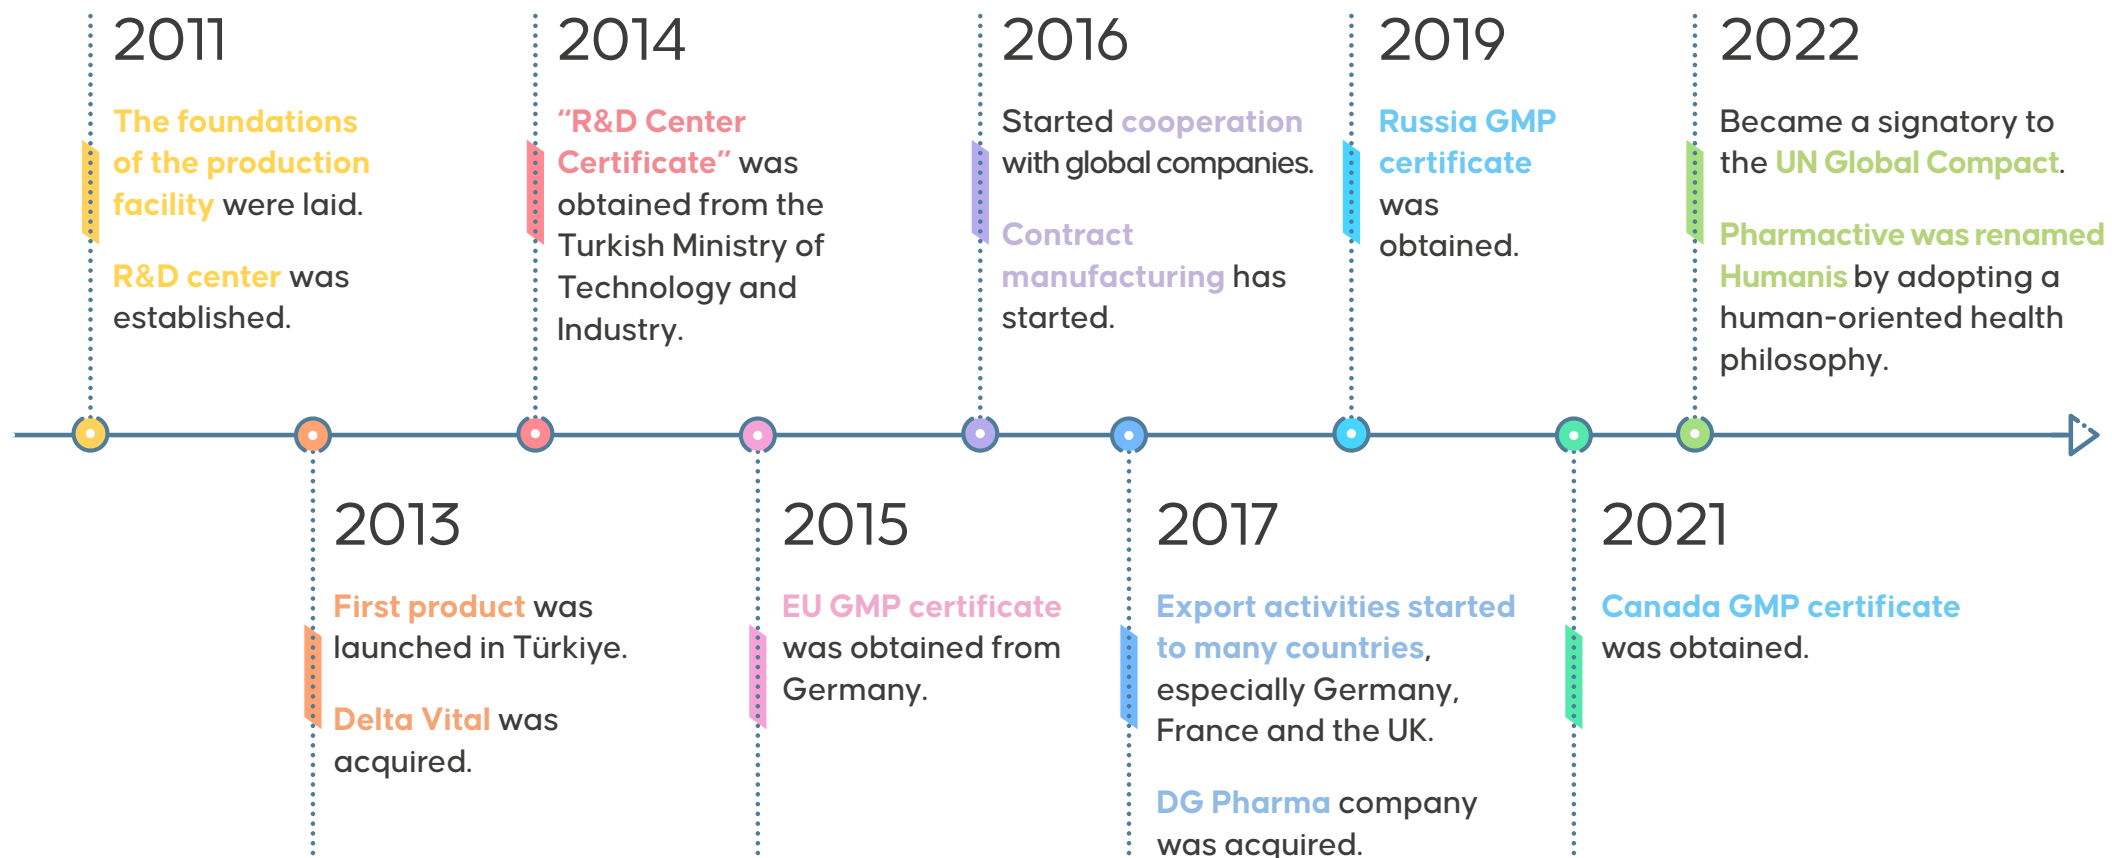 2011
The foundations
of the production
facility were laid.
R&D center was
established.
2013
First product was
launched in Türkiye.
Delta Vital was
acquired.
2014
“R&D Center
Certificate” was
obtained from the
Turkish Ministry of
Technology and
Industry.
2015
EU GMP certificate
was obtained from
Germany.
2016
Started cooperation
with global companies.
Contract
manufacturing has
started.
2017
Export activities started
to many countries,
especially Germany,
France and the UK.
DG Pharma company
was acquired.
2019
Russia GMP
certificate
was
obtained.
2021
Canada GMP certificate
was obtained.
2022
Became a signatory to
the UN Global Compact.
Pharmactive was renamed
Humanis by adopting a
human-oriented health
philosophy.